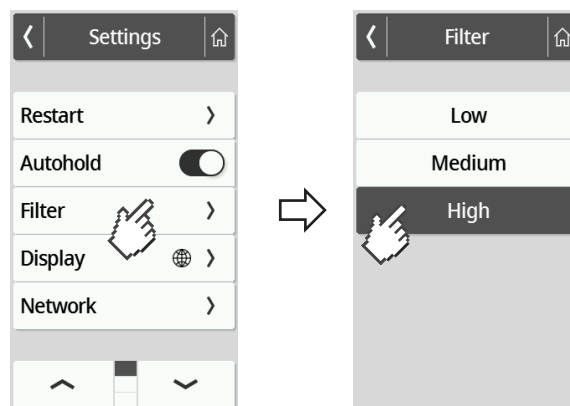 Settings
Restart
Autohold
Filter
Display
Network
Filter
Low
Medium
High